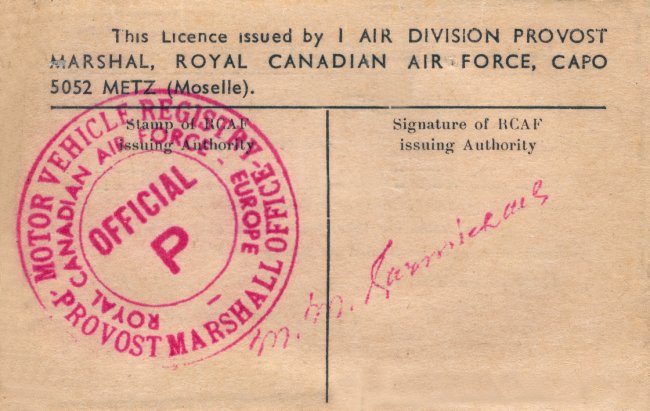 This Licence issued by 1 AIR DIVISION PROVOST
MARSHAL, ROYAL CANADIAN AIR FORCE, CAPO
5052 METZ (Moselle).
Stamp of RCAF
issuing Authority
Signature of RCAF
issuing Authority
MOTOR VEHICLE REGISTRY
PROVOST MARSHALL OFFICE
ROYAL CANADIAN AIR FORCE - EUROPE
OFFICIAL
P
M. M.